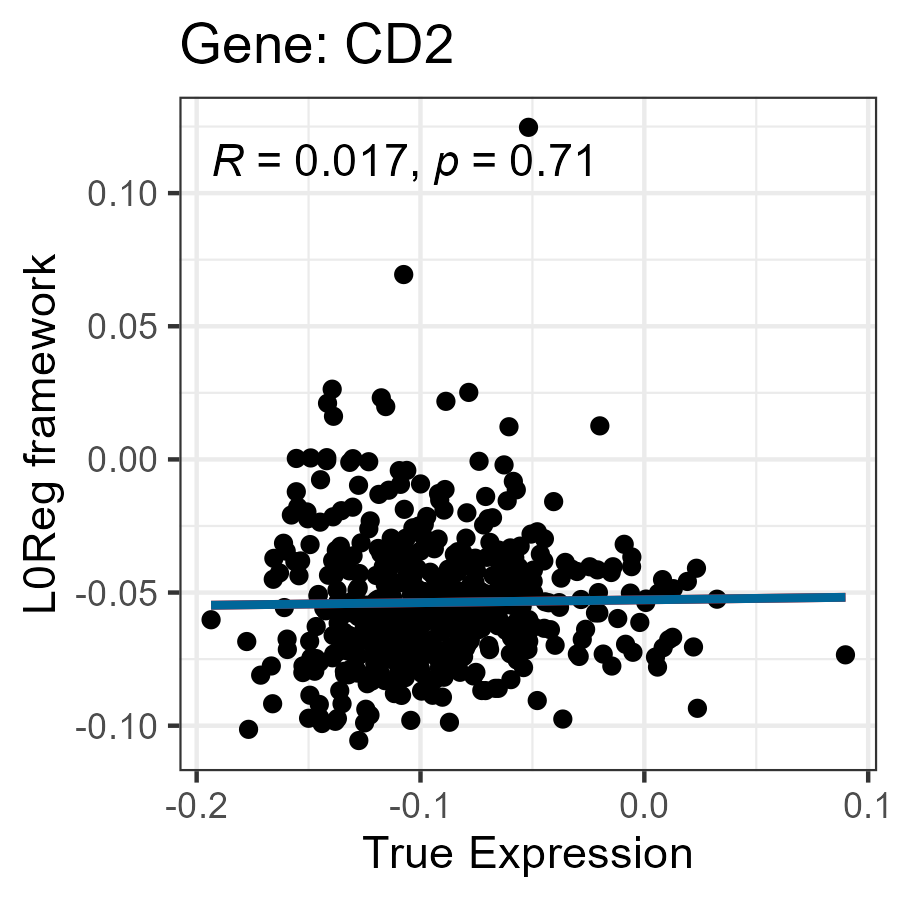 Gene: CD2
R = 0.017, p = 0.71
0.10
0.05
0.00
-0.05
-0.10
L0Reg framework
-0.2
-0.1
0.0
0.1
True Expression